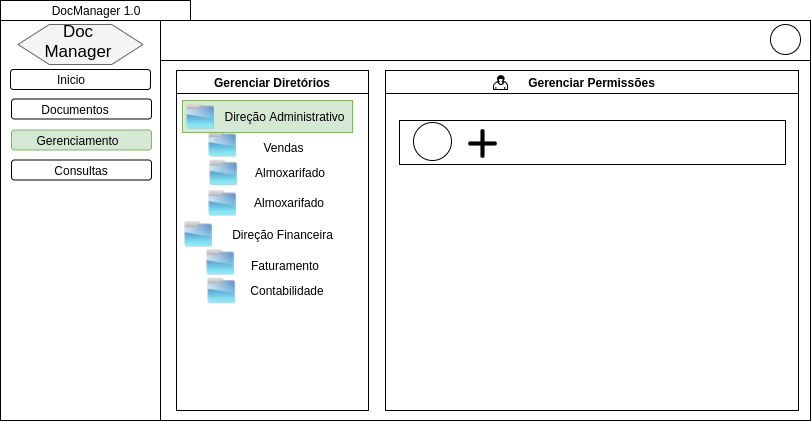 DocManager 1.0
Doc
Manager
Inicio
Documentos
Gerenciamento
Consultas
Gerenciar Diretórios
Direção Administrativo
Vendas
Almoxarifado
Almoxarifado
Direção Financeira
Faturamento
Contabilidade
Gerenciar Permissões